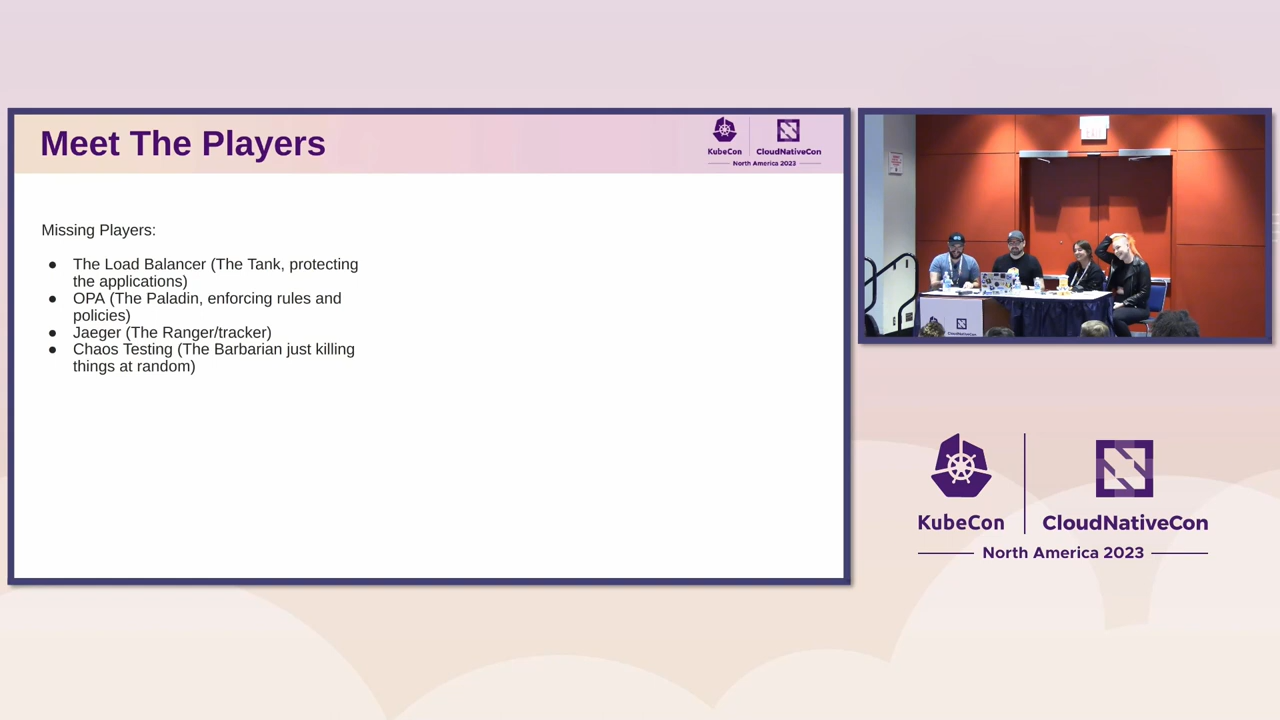 Meet The Players
KubeCon
CloudNativeCon
North America 2023
Missing Players:
● The Load Balancer (The Tank, protecting
the applications)
● OPA (The Paladin, enforcing rules and
policies)
● Jaeger (The Ranger/tracker)
● Chaos Testing (The Barbarian just killing
things at random)
KubeCon
CloudNativeCon
North America 2023